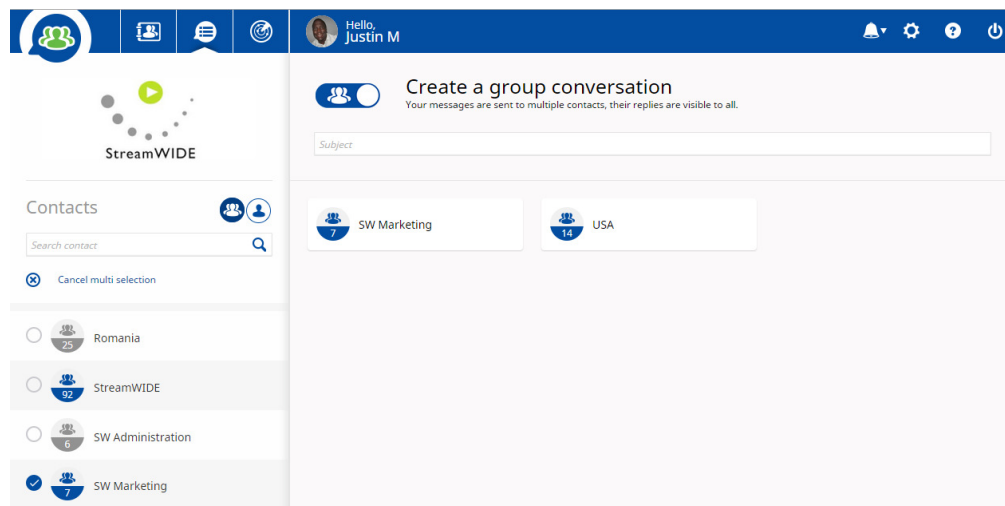 Hello,
Justin M
StreamWIDE
Create a group conversation
Your messages are sent to multiple contacts, their replies are visible to all.
Subject
Contacts
Search contact
Cancel multi selection
7 SW Marketing
14 USA
25 Romania
92 StreamWIDE
6 SW Administration
7 SW Marketing